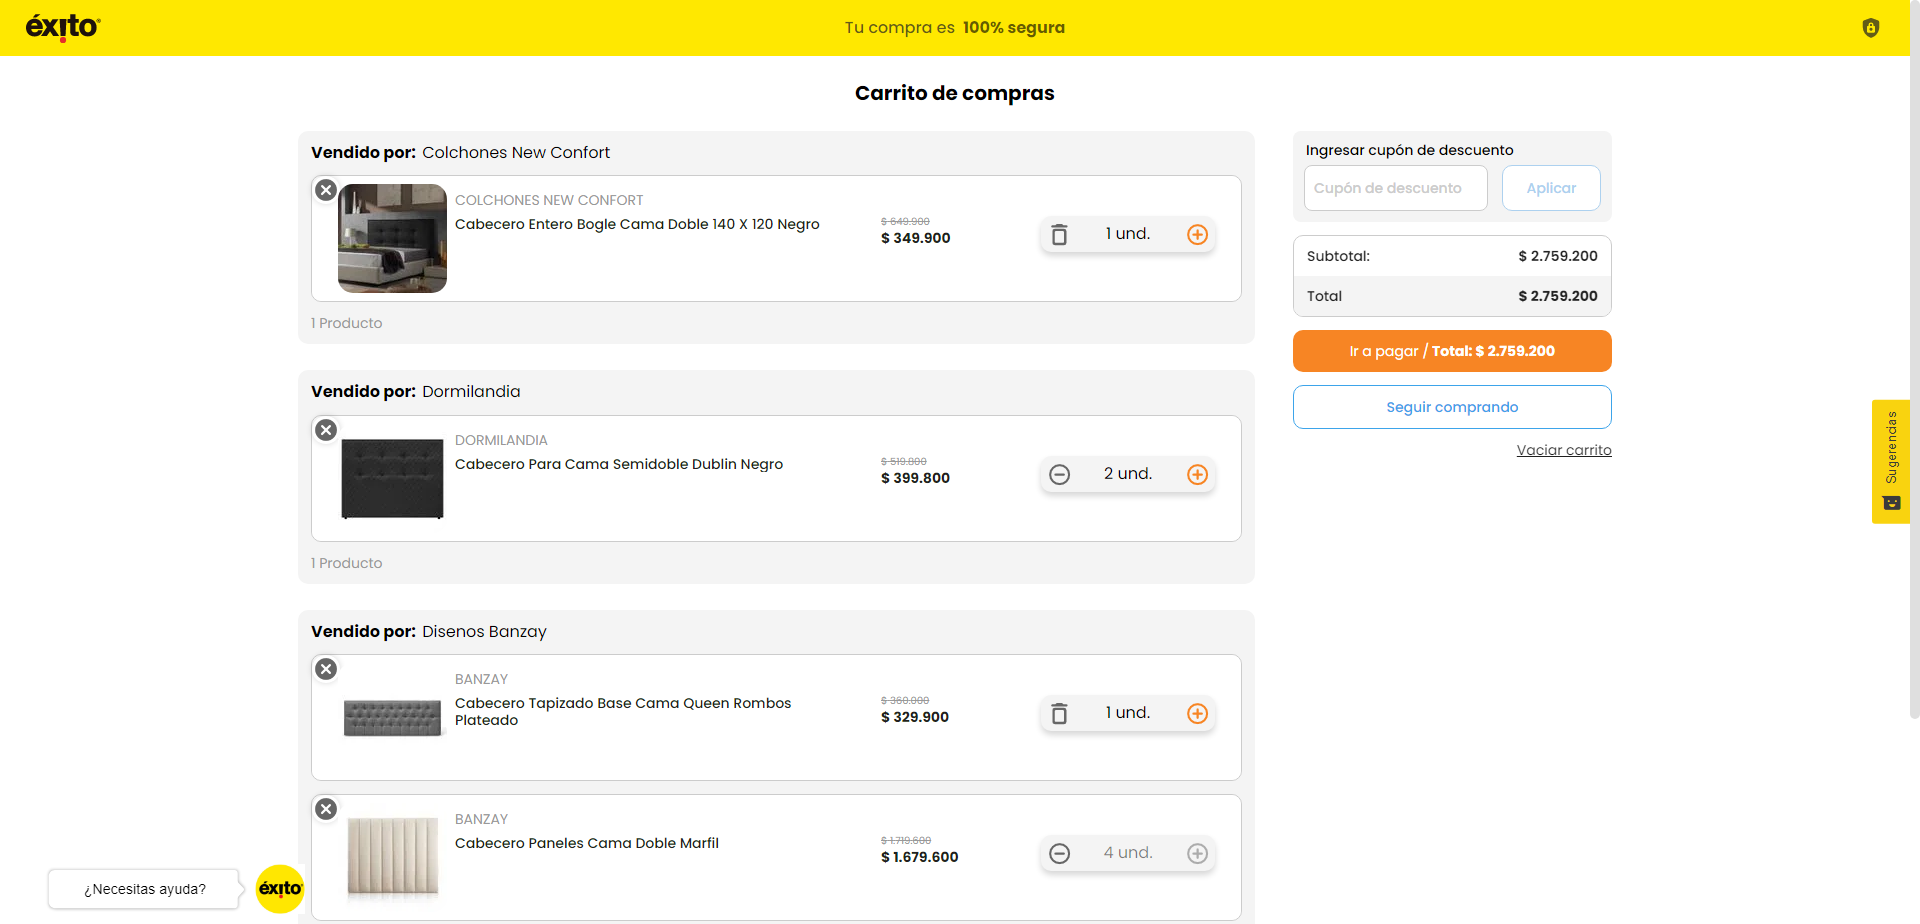 éxito
Tu compra es 100% segura
Carrito de compras
Vendido por: Colchones New Confort
COLCHONES NEW CONFORT
Cabecero Entero Bogle Cama Doble 140 X 120 Negro
$ 649.900
$ 349.900
1 und.
1 Producto
Vendido por: Dormilandia
DORMILANDIA
Cabecero Para Cama Semidoble Dublin Negro
$ 519.800
$ 399.800
2 und.
1 Producto
Vendido por: Disenos Banzay
BANZAY
Cabecero Tapizado Base Cama Queen Rombos
Plateado
$ 360.000
$ 329.900
1 und.
BANZAY
Cabecero Paneles Cama Doble Marfil
$ 1.719.600
$ 1.679.600
4 und.
Ingresar cupón de descuento
Cupón de descuento
Aplicar
Subtotal: $ 2.759.200
Total $ 2.759.200
Ir a pagar / Total: $ 2.759.200
Seguir comprando
Vaciar carrito
Sugerencias
¿Necesitas ayuda?
éxito